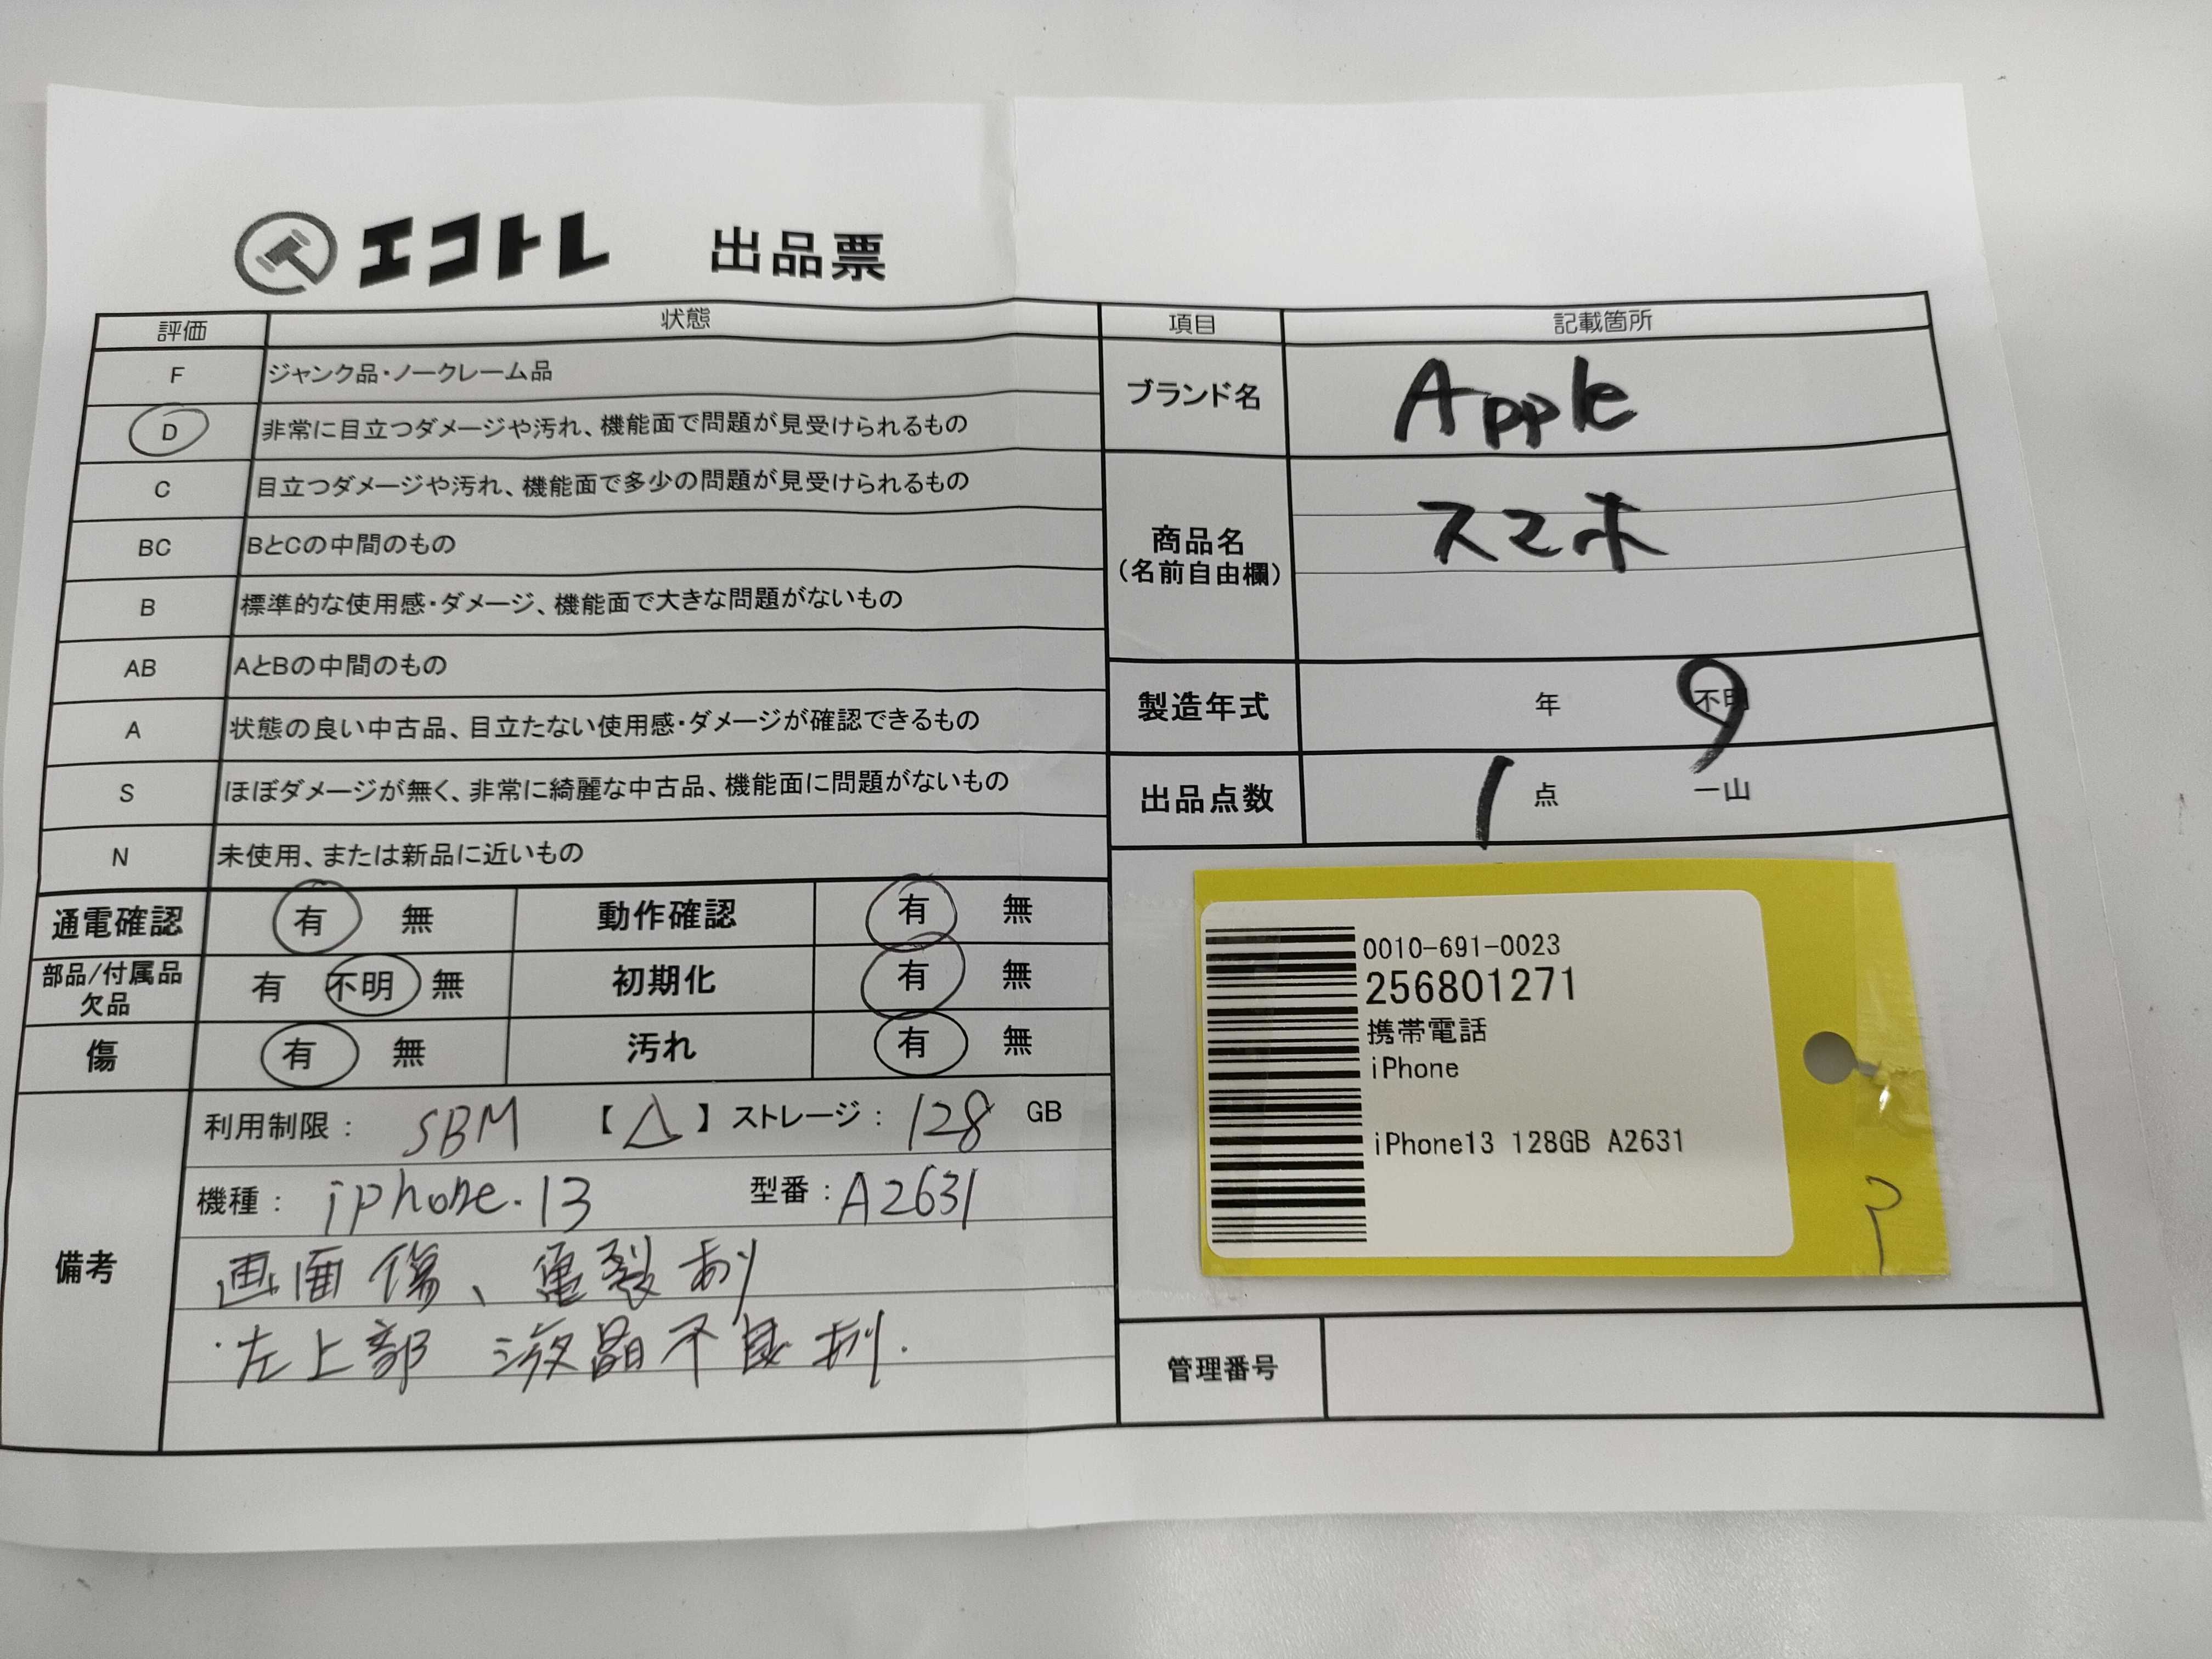 エコトレ 出品票
評価 状態
F ジャンク品・ノークレーム品
D 非常に目立つダメージや汚れ、機能面で問題が見受けられるもの
C 目立つダメージや汚れ、機能面で多少の問題が見受けられるもの
BC BとCの中間のもの
B 標準的な使用感・ダメージ、機能面で大きな問題がないもの
AB AとBの中間のもの
A 状態の良い中古品、目立たない使用感・ダメージが確認できるもの
S ほぼダメージが無く、非常に綺麗な中古品、機能面に問題がないもの
N 未使用、または新品に近いもの
通電確認 有 無 動作確認 有 無
部品/付属品 欠品 有 不明 無 初期化 有 無
傷 有 無 汚れ 有 無
備考
利用制限: SBM 【△】 ストレージ: 128 GB
機種: iphone.13 型番: A2631
画面傷、亀裂あり
・左上部 液晶不良あり.
項目 記載箇所
ブランド名 Apple
商品名 スマホ
(名前自由欄)
製造年式 年 不明
出品点数 1 点 一山
0010-691-0023
256801271
携帯電話
iPhone
iPhone13 128GB A2631
管理番号